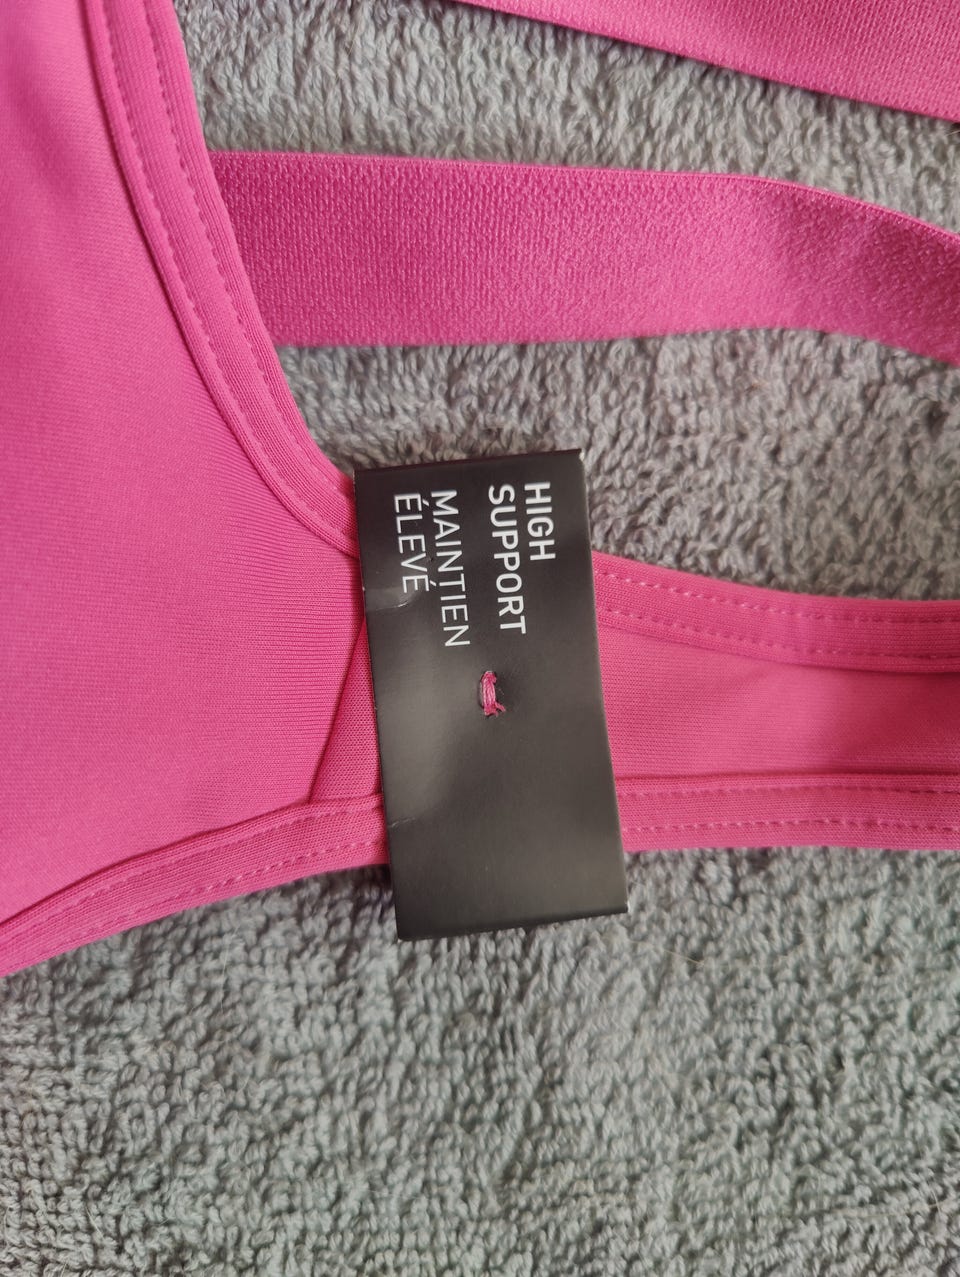 HIGH
SUPPORT
MAINTIEN
ÉLEVÉ